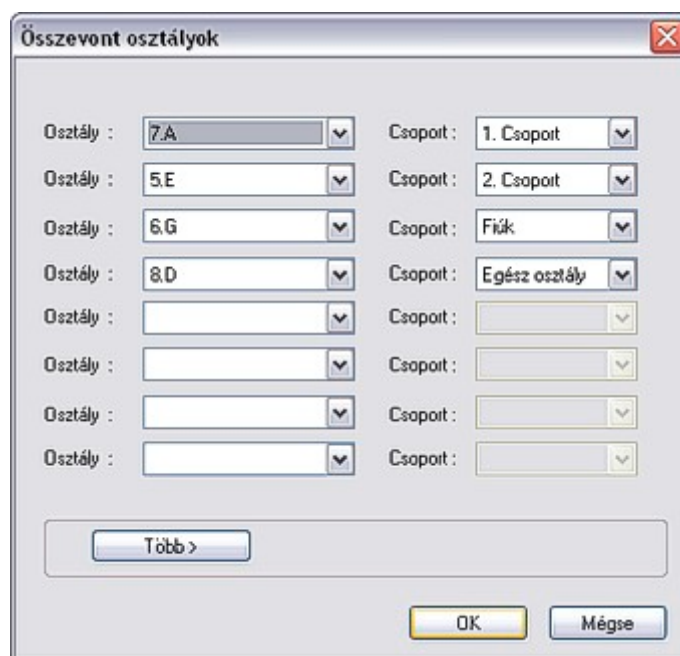 Összevont osztályok
Osztály : 7.A Csoport : 1. Csoport
Osztály : 5.E Csoport : 2. Csoport
Osztály : 6.G Csoport : Fiúk
Osztály : 8.D Csoport : Egész osztály
Osztály : Csoport :
Osztály : Csoport :
Osztály : Csoport :
Osztály : Csoport :
Több >
OK Mégse